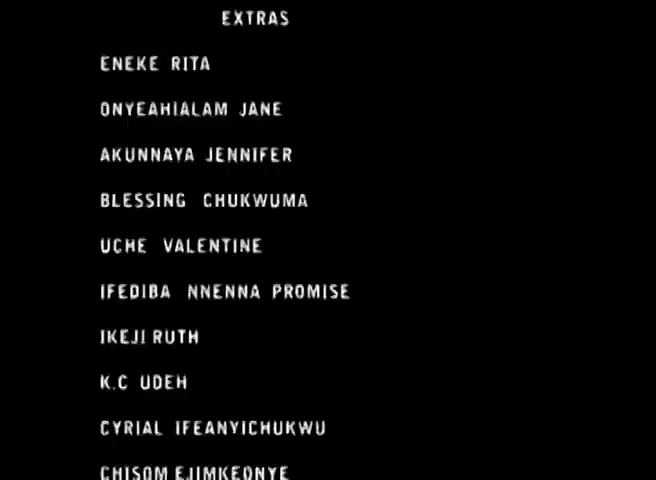 EXTRAS
ENEKE RITA
ONYEAHIALAM JANE
AKUNNAYA JENNIFER
BLESSING CHUKWUMA
UCHE VALENTINE
IFEDIBA NNENNA PROMISE
IKEJI RUTH
K.C UDEH
CYRIAL IFEANYICHUKWU
CHISOM EJIMKEONYE